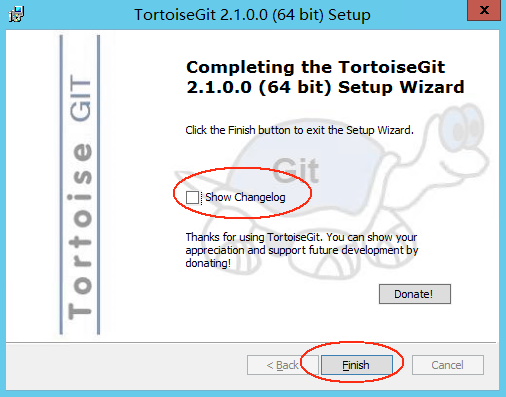 TortoiseGit 2.1.0.0 (64 bit) Setup
x
Tortoise GIT
Completing the TortoiseGit
2.1.0.0 (64 bit) Setup Wizard
Click the Finish button to exit the Setup Wizard.
Git
Show Changelog
Thanks for using TortoiseGit. You can show your
appreciation and support future development by
donating!
Donate!
< Back
Finish
Cancel